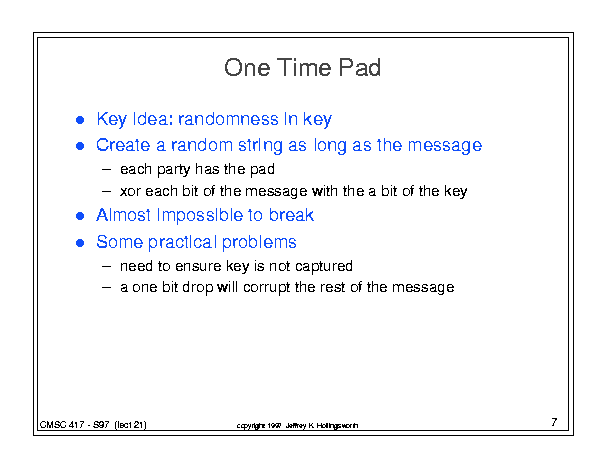 One Time Pad
Key Idea: randomness in key
Create a random string as long as the message
– each party has the pad
– xor each bit of the message with the a bit of the key
Almost Impossible to break
Some practical problems
– need to ensure key is not captured
– a one bit drop will corrupt the rest of the message
CMSC 417 - S97 (lect 21)
copyright 1997 Jeffrey K. Hollingsworth
7